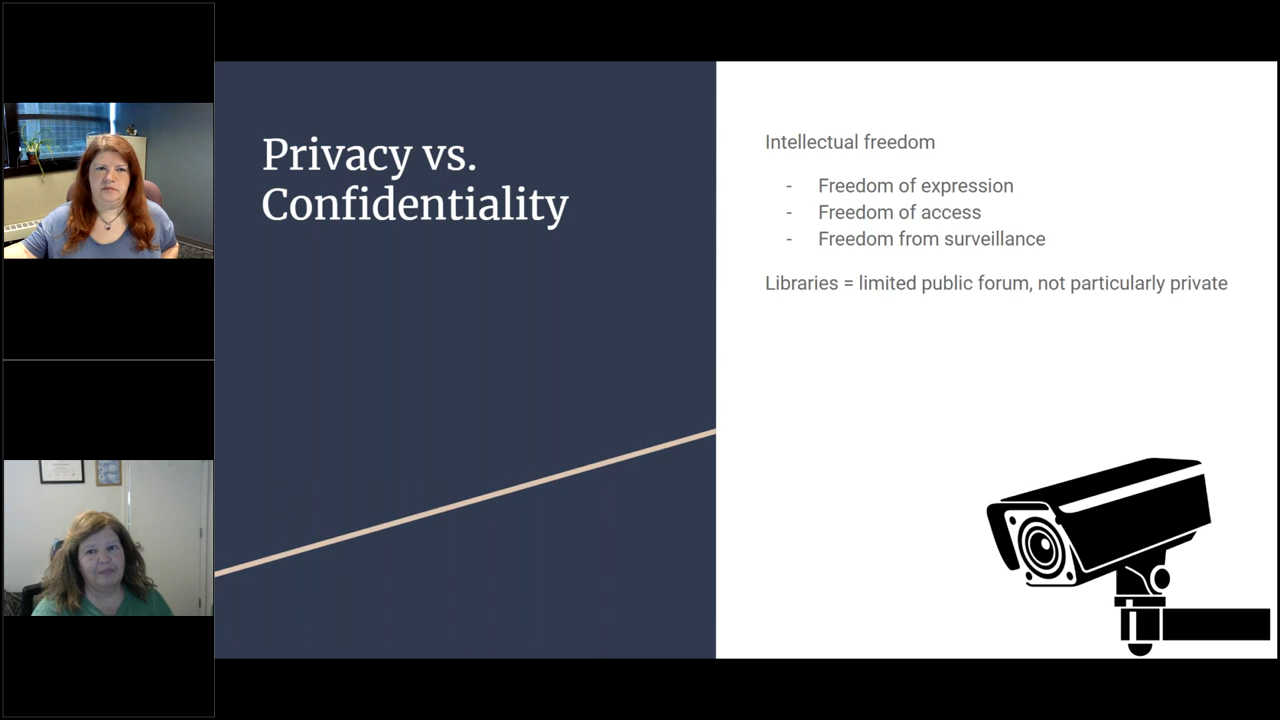 Privacy vs.
Confidentiality
Intellectual freedom
- Freedom of expression
- Freedom of access
- Freedom from surveillance
Libraries = limited public forum, not particularly private